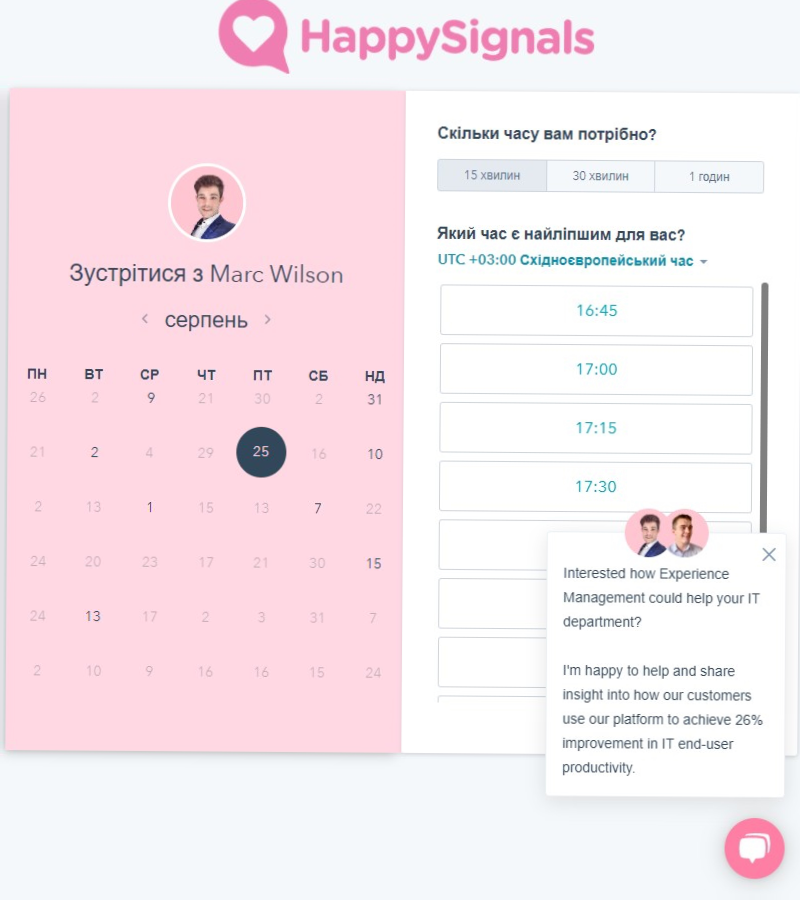 HappySignals
Зустрітися з Marc Wilson
серпень
ПН ВТ СР ЧТ ПТ СБ НД
26 2 9 21 30 2 31
21 2 4 29 25 16 10
2 13 1 15 13 7 22
24 20 23 17 21 30 15
24 13 17 2 3 31 7
2 10 9 16 16 15 24
Скільки часу вам потрібно?
15 хвилин 30 хвилин 1 годин
Який час є найліпшим для вас?
UTC +03:00 Східноєвропейський час
16:45
17:00
17:15
17:30
Interested how Experience
Management could help your IT
department?
I'm happy to help and share
insight into how our customers
use our platform to achieve 26%
improvement in IT end-user
productivity.